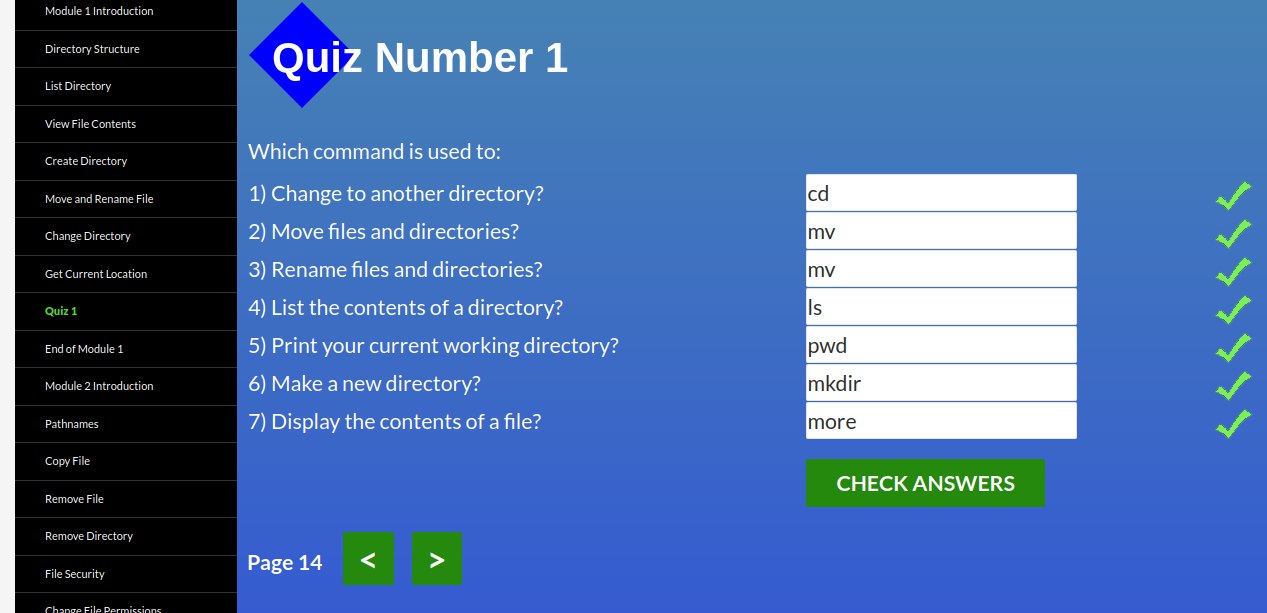 Module 1 Introduction
Directory Structure
List Directory
View File Contents
Create Directory
Move and Rename File
Change Directory
Get Current Location
Quiz 1
End of Module 1
Module 2 Introduction
Pathnames
Copy File
Remove File
Remove Directory
File Security
Change File Permissions
Quiz Number 1
Which command is used to:
1) Change to another directory? cd
2) Move files and directories? mv
3) Rename files and directories? mv
4) List the contents of a directory? ls
5) Print your current working directory? pwd
6) Make a new directory? mkdir
7) Display the contents of a file? more
CHECK ANSWERS
Page 14 < >